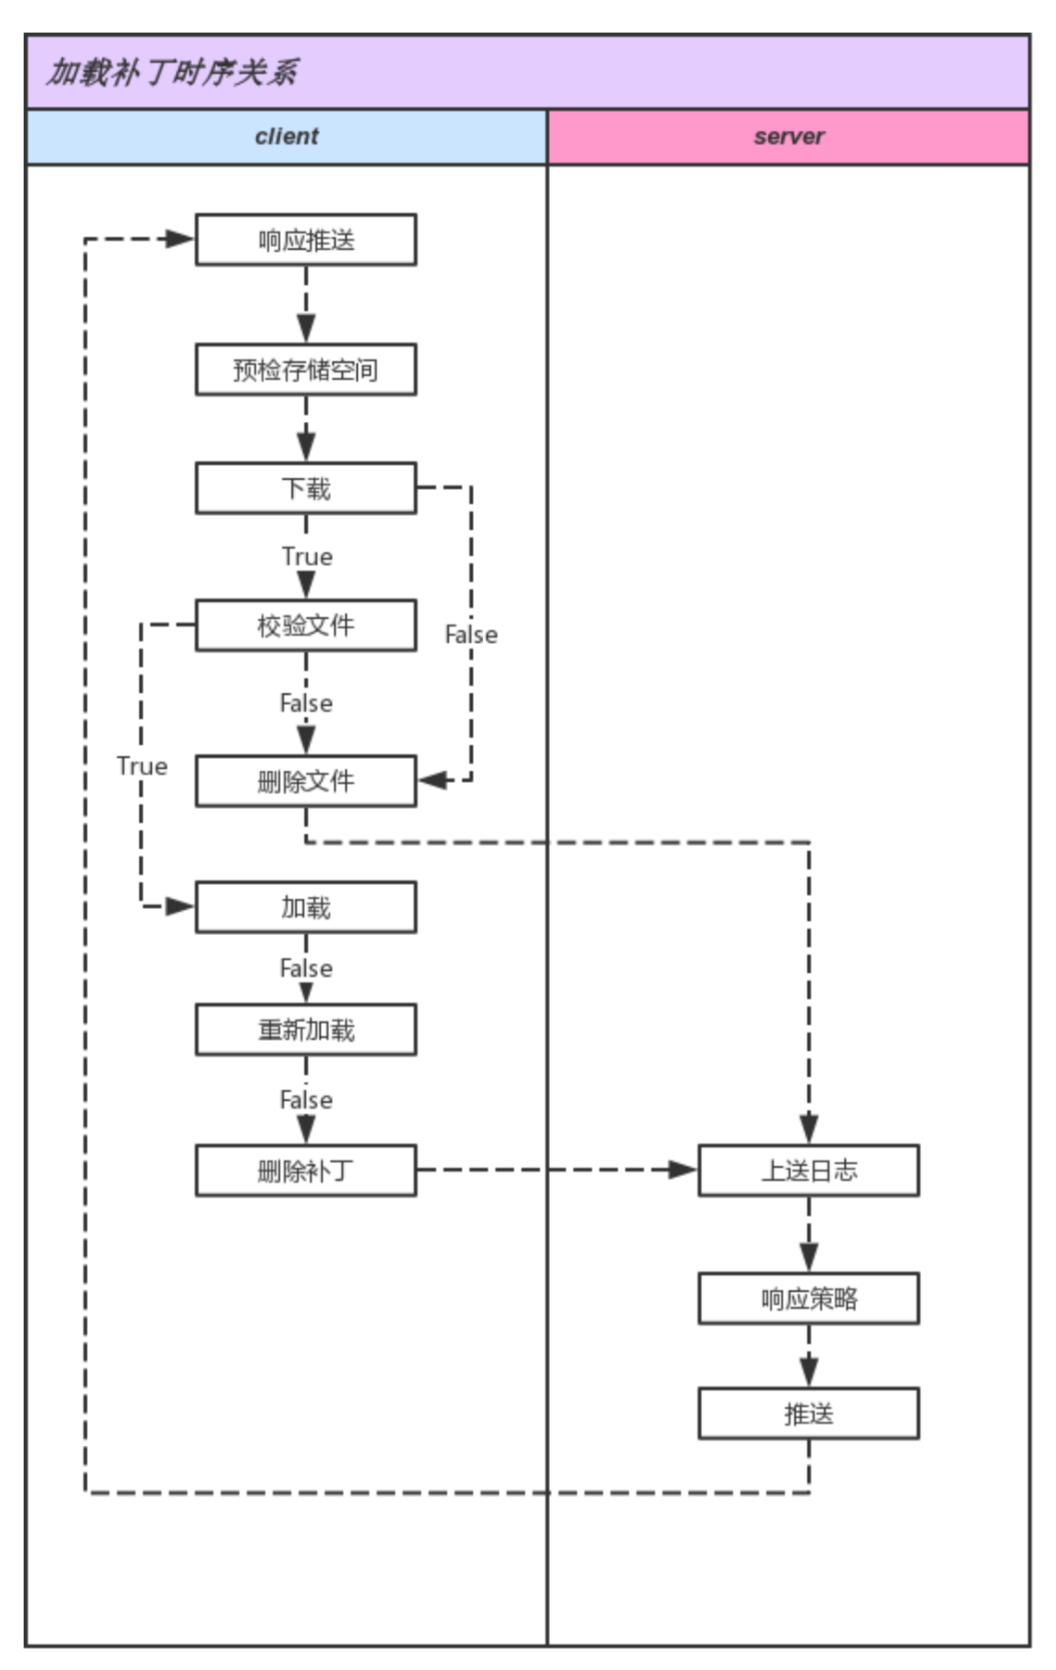 加载补丁时序关系
client
server
响应推送
预检存储空间
下载
True
校验文件
False
False
True
删除文件
加载
False
重新加载
False
删除补丁
上送日志
响应策略
推送